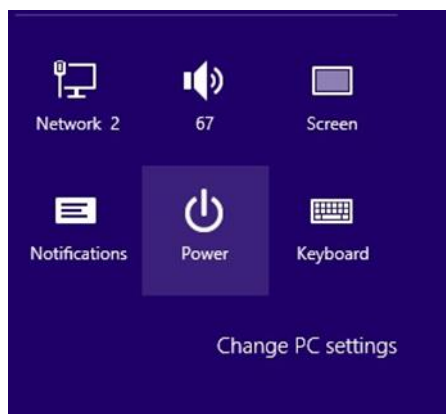 Network 2
67
Screen
Notifications
Power
Keyboard
Change PC settings